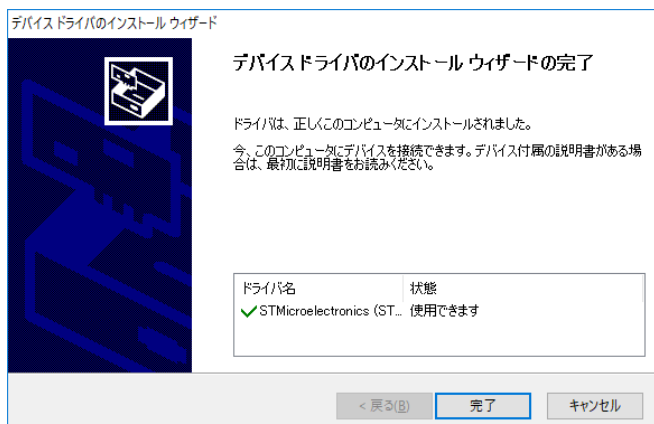 デバイス ドライバのインストール ウィザード
デバイス ドライバのインストール ウィザードの完了
ドライバは、正しくこのコンピュータにインストールされました。
今、このコンピュータにデバイスを接続できます。デバイス付属の説明書がある場
合は、最初に説明書をお読みください。
ドライバ名 状態
STMicroelectronics (ST... 使用できます
< 戻る(B) 完了 キャンセル